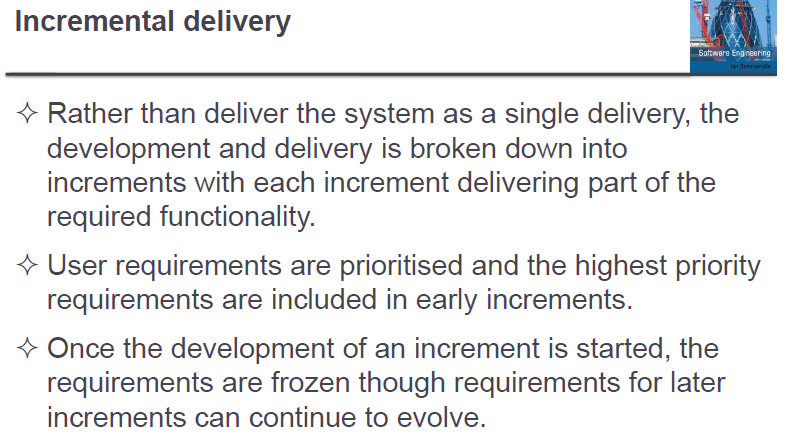 Incremental delivery
Software Engineering
Ian Sommerville
✧ Rather than deliver the system as a single delivery, the
development and delivery is broken down into
increments with each increment delivering part of the
required functionality.
✧ User requirements are prioritised and the highest priority
requirements are included in early increments.
✧ Once the development of an increment is started, the
requirements are frozen though requirements for later
increments can continue to evolve.